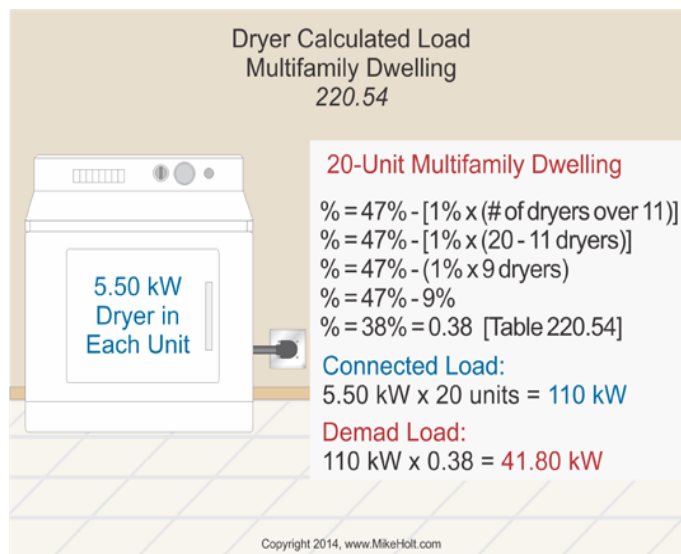 Dryer Calculated Load
Multifamily Dwelling
220.54
20-Unit Multifamily Dwelling
% = 47% - [1% x (# of dryers over 11)]
% = 47% - [1% x (20 - 11 dryers)]
% = 47% - (1% x 9 dryers)
% = 47% - 9%
% = 38% = 0.38 [Table 220.54]
Connected Load:
5.50 kW x 20 units = 110 kW
Demad Load:
110 kW x 0.38 = 41.80 kW
5.50 kW
Dryer in
Each Unit
Copyright 2014, www.MikeHolt.com